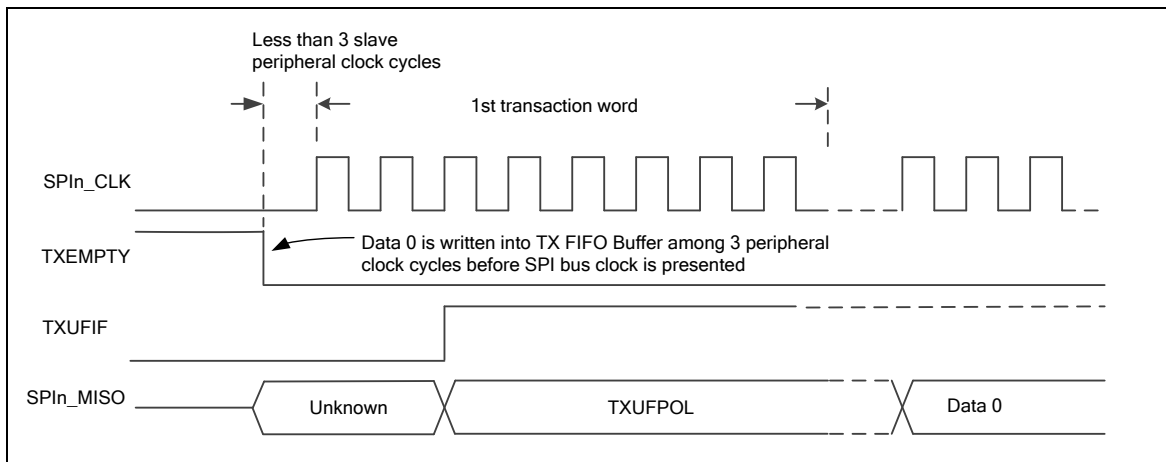 Less than 3 slave
peripheral clock cycles
1st transaction word
SPIn_CLK
TXEMPTY
Data 0 is written into TX FIFO Buffer among 3 peripheral
clock cycles before SPI bus clock is presented
TXUFIF
SPIn_MISO
Unknown
TXUFPOL
Data 0